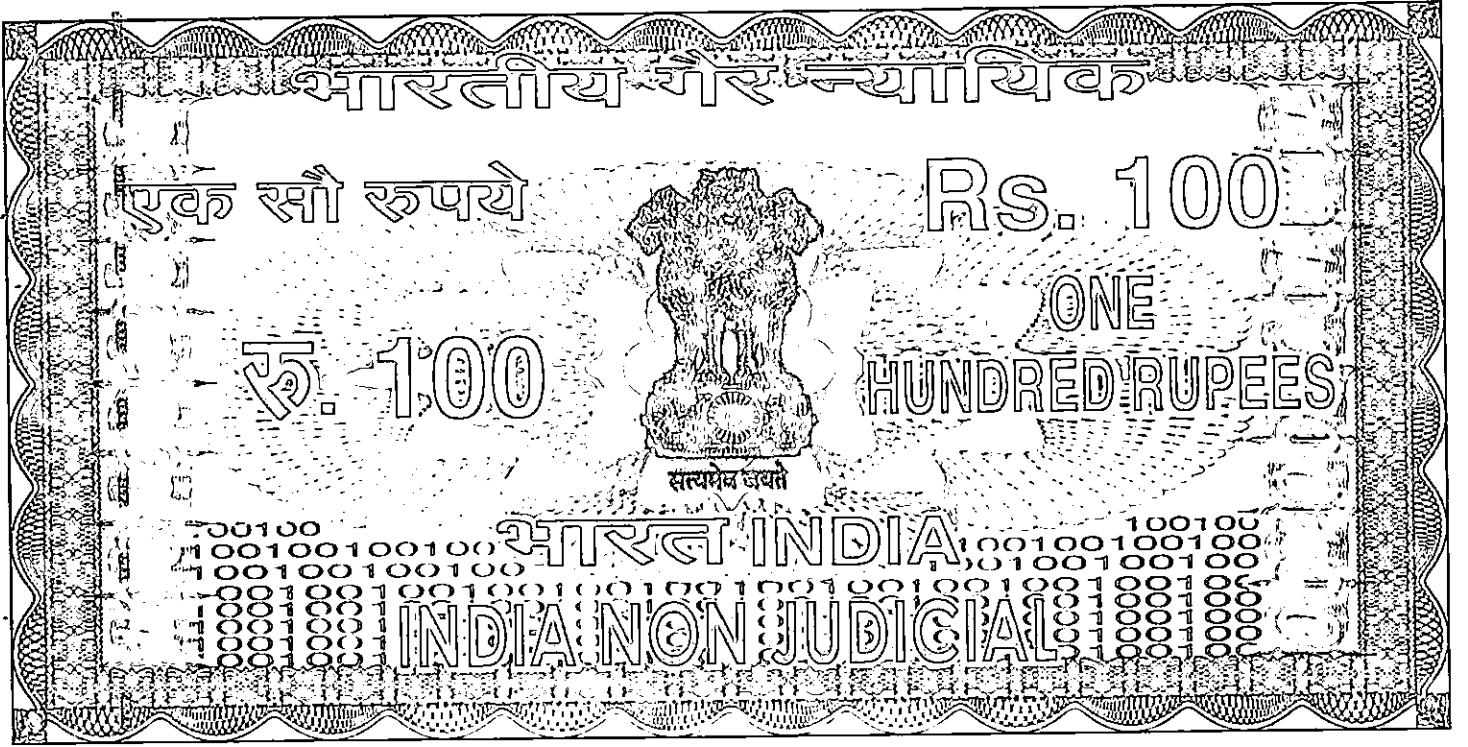 भारतीय गैर न्यायिक
एक सौ रुपये
Rs. 100
रु. 100
ONE
HUNDRED RUPEES
सत्यमेव जयते
भारत INDIA
INDIA NON JUDICIAL